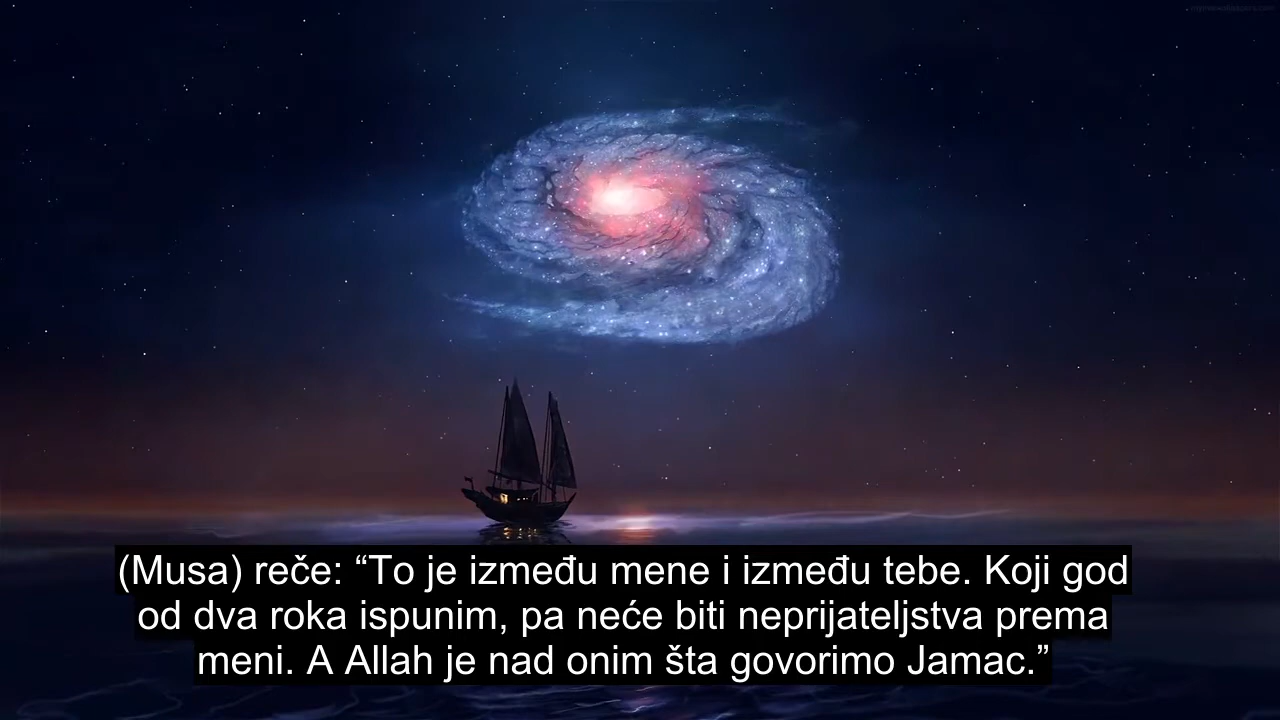 (Musa) reče: “To je između mene i između tebe. Koji god
od dva roka ispunim, pa neće biti neprijateljstva prema
meni. A Allah je nad onim šta govorimo Jamac.”